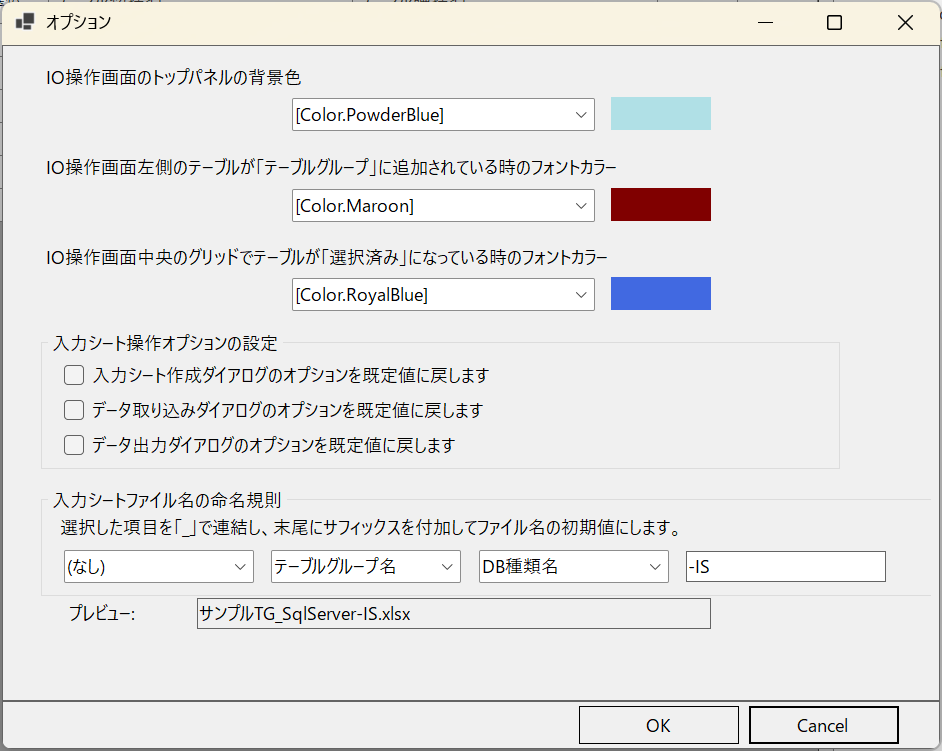 オプション
IO操作画面のトップパネルの背景色
[Color.PowderBlue]
IO操作画面左側のテーブルが「テーブルグループ」に追加されている時のフォントカラー
[Color.Maroon]
IO操作画面中央のグリッドでテーブルが「選択済み」になっている時のフォントカラー
[Color.RoyalBlue]
入力シート操作オプションの設定
入力シート作成ダイアログのオプションを既定値に戻します
データ取り込みダイアログのオプションを既定値に戻します
データ出力ダイアログのオプションを既定値に戻します
入力シートファイル名の命名規則
選択した項目を「_」で連結し、末尾にサフィックスを付加してファイル名の初期値にします。
(なし) テーブルグループ名 DB種類名 -IS
プレビュー: サンプルTG_SqlServer-IS.xlsx
OK Cancel